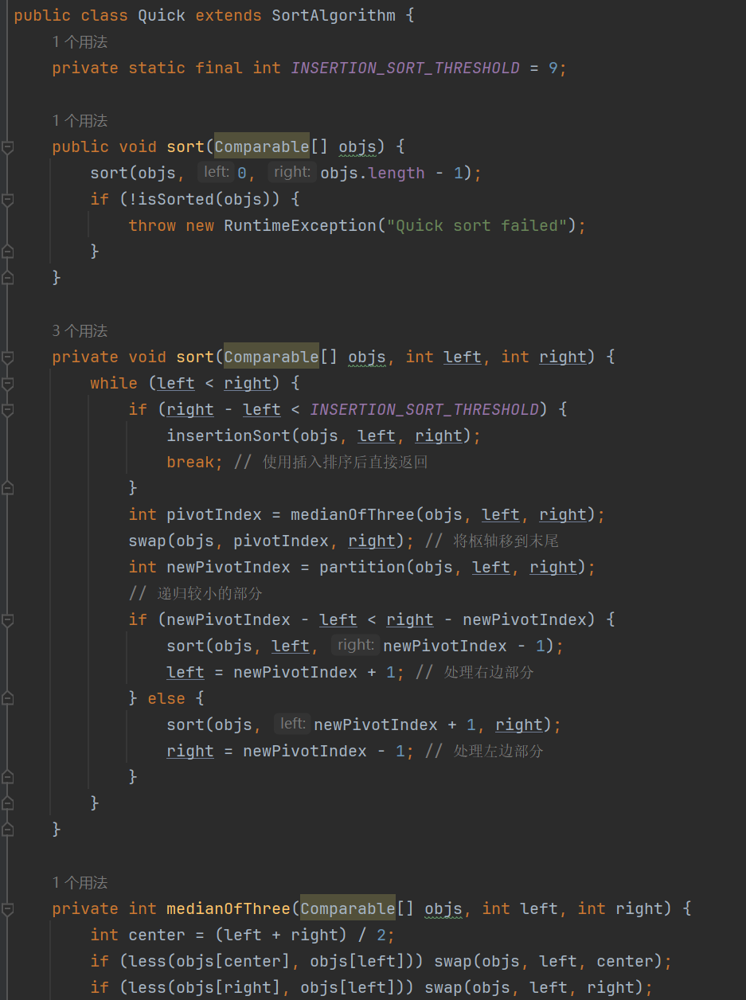 public class Quick extends SortAlgorithm {
1 个用法
private static final int INSERTION_SORT_THRESHOLD = 9;
1 个用法
public void sort(Comparable[] objs) {
sort(objs, left: 0, right: objs.length - 1);
if (!isSorted(objs)) {
throw new RuntimeException("Quick sort failed");
}
}
3 个用法
private void sort(Comparable[] objs, int left, int right) {
while (left < right) {
if (right - left < INSERTION_SORT_THRESHOLD) {
insertionSort(objs, left, right);
break; // 使用插入排序后直接返回
}
int pivotIndex = medianOfThree(objs, left, right);
swap(objs, pivotIndex, right); // 将枢轴移到末尾
int newPivotIndex = partition(objs, left, right);
// 递归较小的部分
if (newPivotIndex - left < right - newPivotIndex) {
sort(objs, left, right: newPivotIndex - 1);
left = newPivotIndex + 1; // 处理右边部分
} else {
sort(objs, left: newPivotIndex + 1, right);
right = newPivotIndex - 1; // 处理左边部分
}
}
}
1 个用法
private int medianOfThree(Comparable[] objs, int left, int right) {
int center = (left + right) / 2;
if (less(objs[center], objs[left])) swap(objs, left, center);
if (less(objs[right], objs[left])) swap(objs, left, right);